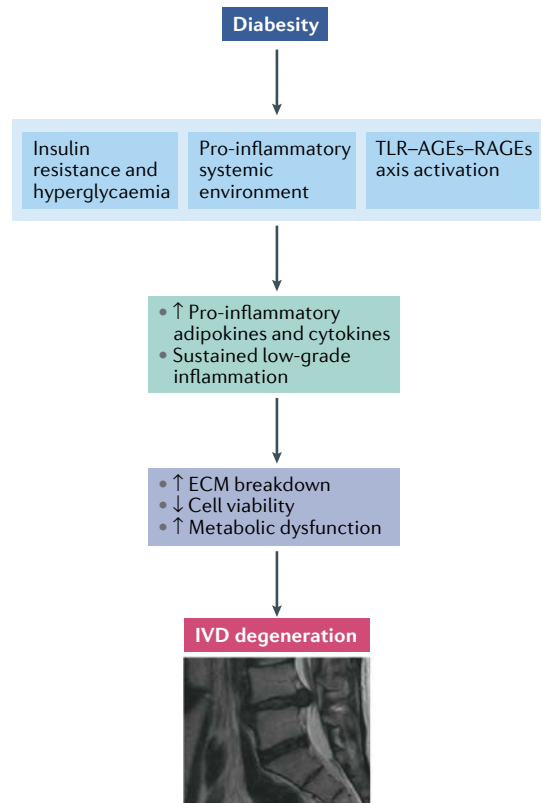 Diabesity
Insulin
resistance and
hyperglycaemia
Pro-inflammatory
systemic
environment
TLR–AGEs–RAGEs
axis activation
• ↑ Pro-inflammatory
adipokines and cytokines
• Sustained low-grade
inflammation
• ↑ ECM breakdown
• ↓ Cell viability
• ↑ Metabolic dysfunction
IVD degeneration